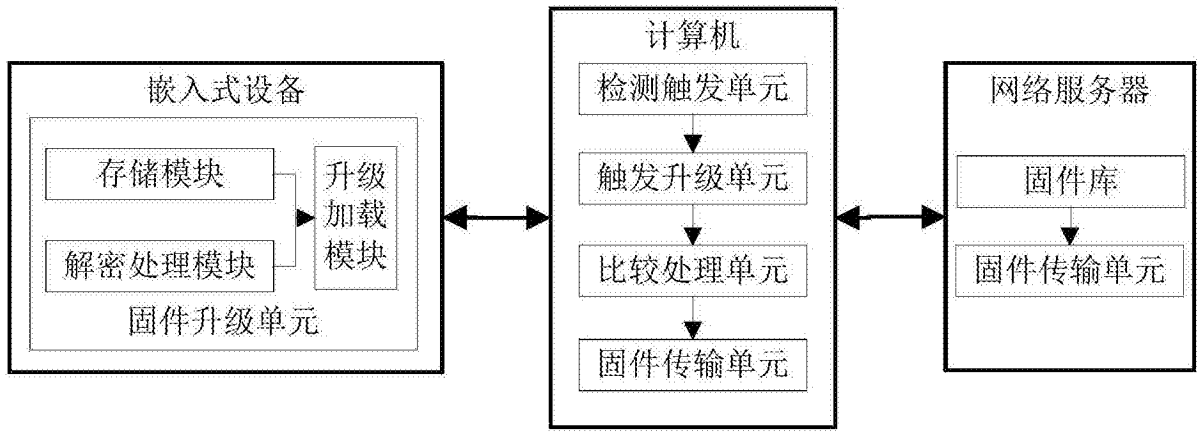 嵌入式设备
存储模块
解密处理模块
升级
加载
模块
固件升级单元
计算机
检测触发单元
触发升级单元
比较处理单元
固件传输单元
网络服务器
固件库
固件传输单元